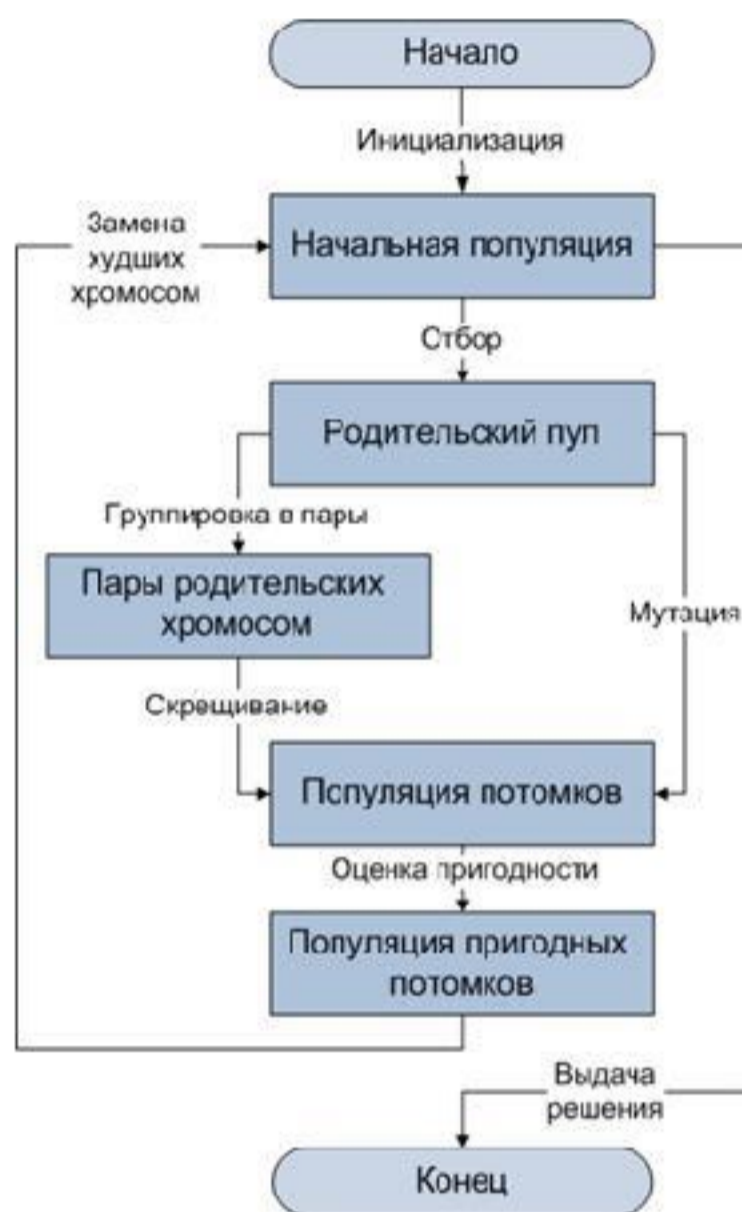 Начало
Инициализация
Замена
худших
хромосом
Начальная популяция
Отбор
Родительский пул
Группировка в пары
Пары родительских
хромосом
Мутация
Скрещивание
Популяция потомков
Оценка пригодности
Популяция пригодных
потомков
Выдача
решения
Конец